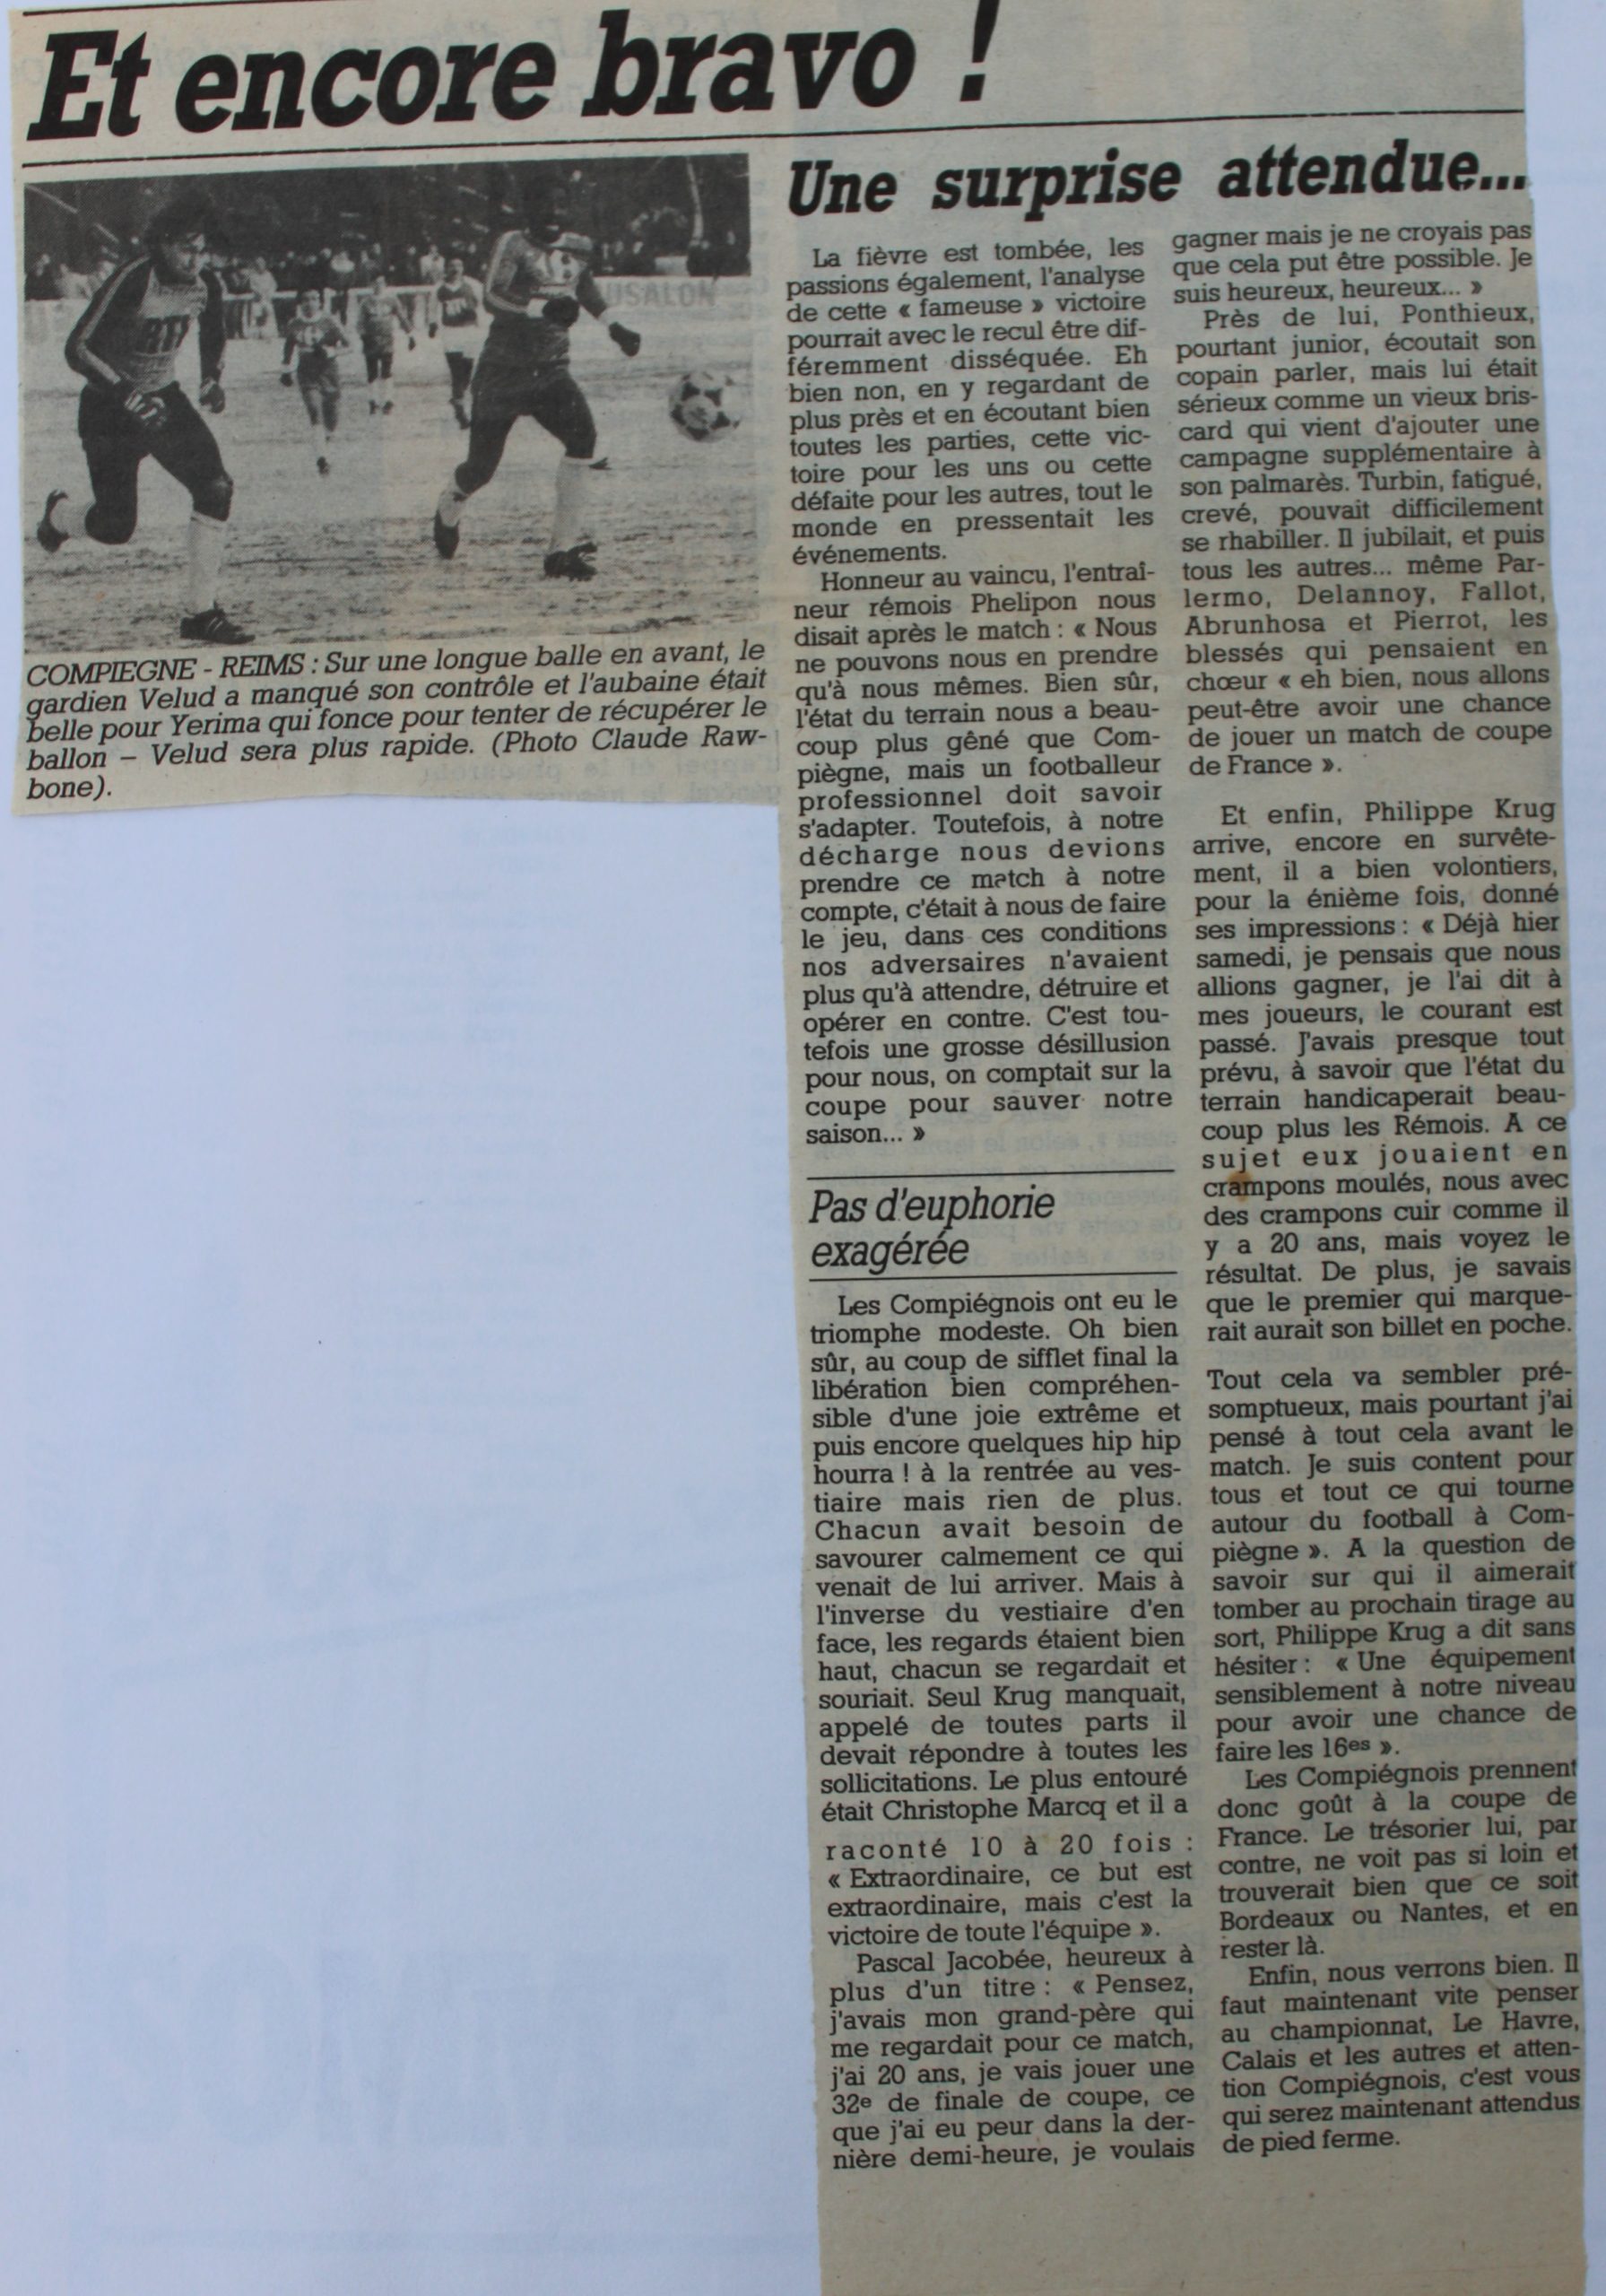 Et encore bravo !
BTP
USALON
COMPIEGNE - REIMS : Sur une longue balle en avant, le
gardien Velud a manqué son contrôle et l'aubaine était
belle pour Yerima qui fonce pour tenter de récupérer le
ballon – Velud sera plus rapide. (Photo Claude Raw-
bone).
Une surprise attendue...
La fièvre est tombée, les
passions également, l'analyse
de cette « fameuse » victoire
pourrait avec le recul être dif-
féremment disséquée. Eh
bien non, en y regardant de
plus près et en écoutant bien
toutes les parties, cette vic-
toire pour les uns ou cette
défaite pour les autres, tout le
monde en pressentait les
événements.
Honneur au vaincu, l'entraî-
neur rémois Phelipon nous
disait après le match : « Nous
ne pouvons nous en prendre
qu'à nous mêmes. Bien sûr,
l'état du terrain nous a beau-
coup plus gêné que Com-
piègne, mais un footballeur
professionnel doit savoir
s'adapter. Toutefois, à notre
décharge nous devions
prendre ce match à notre
compte, c'était à nous de faire
le jeu, dans ces conditions
nos adversaires n'avaient
plus qu'à attendre, détruire et
opérer en contre. C'est tou-
tefois une grosse désillusion
pour nous, on comptait sur la
coupe pour sauver notre
saison... »
Pas d'euphorie
exagérée
Les Compiégnois ont eu le
triomphe modeste. Oh bien
sûr, au coup de sifflet final la
libération bien compréhen-
sible d'une joie extrême et
puis encore quelques hip hip
hourra ! à la rentrée au ves-
tiaire mais rien de plus.
Chacun avait besoin de
savourer calmement ce qui
venait de lui arriver. Mais à
l'inverse du vestiaire d'en
face, les regards étaient bien
haut, chacun se regardait et
souriait. Seul Krug manquait,
appelé de toutes parts il
devait répondre à toutes les
sollicitations. Le plus entouré
était Christophe Marcq et il a
raconté 10 à 20 fois :
« Extraordinaire, ce but est
extraordinaire, mais c'est la
victoire de toute l'équipe ».
Pascal Jacobée, heureux à
plus d'un titre : « Pensez,
j'avais mon grand-père qui
me regardait pour ce match,
j'ai 20 ans, je vais jouer une
32e de finale de coupe, ce
que j'ai eu peur dans la der-
nière demi-heure, je voulais
gagner mais je ne croyais pas
que cela put être possible. Je
suis heureux, heureux... »
Près de lui, Ponthieux,
pourtant junior, écoutait son
copain parler, mais lui était
sérieux comme un vieux bris-
card qui vient d'ajouter une
campagne supplémentaire à
son palmarès. Turbin, fatigué,
crevé, pouvait difficilement
se rhabiller. Il jubilait, et puis
tous les autres... même Par-
lermo, Delannoy, Fallot,
Abrunhosa et Pierrot, les
blessés qui pensaient en
chœur « eh bien, nous allons
peut-être avoir une chance
de jouer un match de coupe
de France ».
Et enfin, Philippe Krug
arrive, encore en survête-
ment, il a bien volontiers,
pour la énième fois, donné
ses impressions : « Déjà hier
samedi, je pensais que nous
allions gagner, je l'ai dit à
mes joueurs, le courant est
passé. J'avais presque tout
prévu, à savoir que l'état du
terrain handicaperait beau-
coup plus les Rémois. A ce
sujet eux jouaient en
crampons moulés, nous avec
des crampons cuir comme il
y a 20 ans, mais voyez le
résultat. De plus, je savais
que le premier qui marque-
rait aurait son billet en poche.
Tout cela va sembler pré-
somptueux, mais pourtant j'ai
pensé à tout cela avant le
match. Je suis content pour
tous et tout ce qui tourne
autour du football à Com-
piègne ». A la question de
savoir sur qui il aimerait
tomber au prochain tirage au
sort, Philippe Krug a dit sans
hésiter : « Une équipement
sensiblement à notre niveau
pour avoir une chance de
faire les 16es ».
Les Compiégnois prennent
donc goût à la coupe de
France. Le trésorier lui, par
contre, ne voit pas si loin et
trouverait bien que ce soit
Bordeaux ou Nantes, et en
rester là.
Enfin, nous verrons bien. Il
faut maintenant vite penser
au championnat, Le Havre,
Calais et les autres et atten-
tion Compiégnois, c'est vous
qui serez maintenant attendus
de pied ferme.